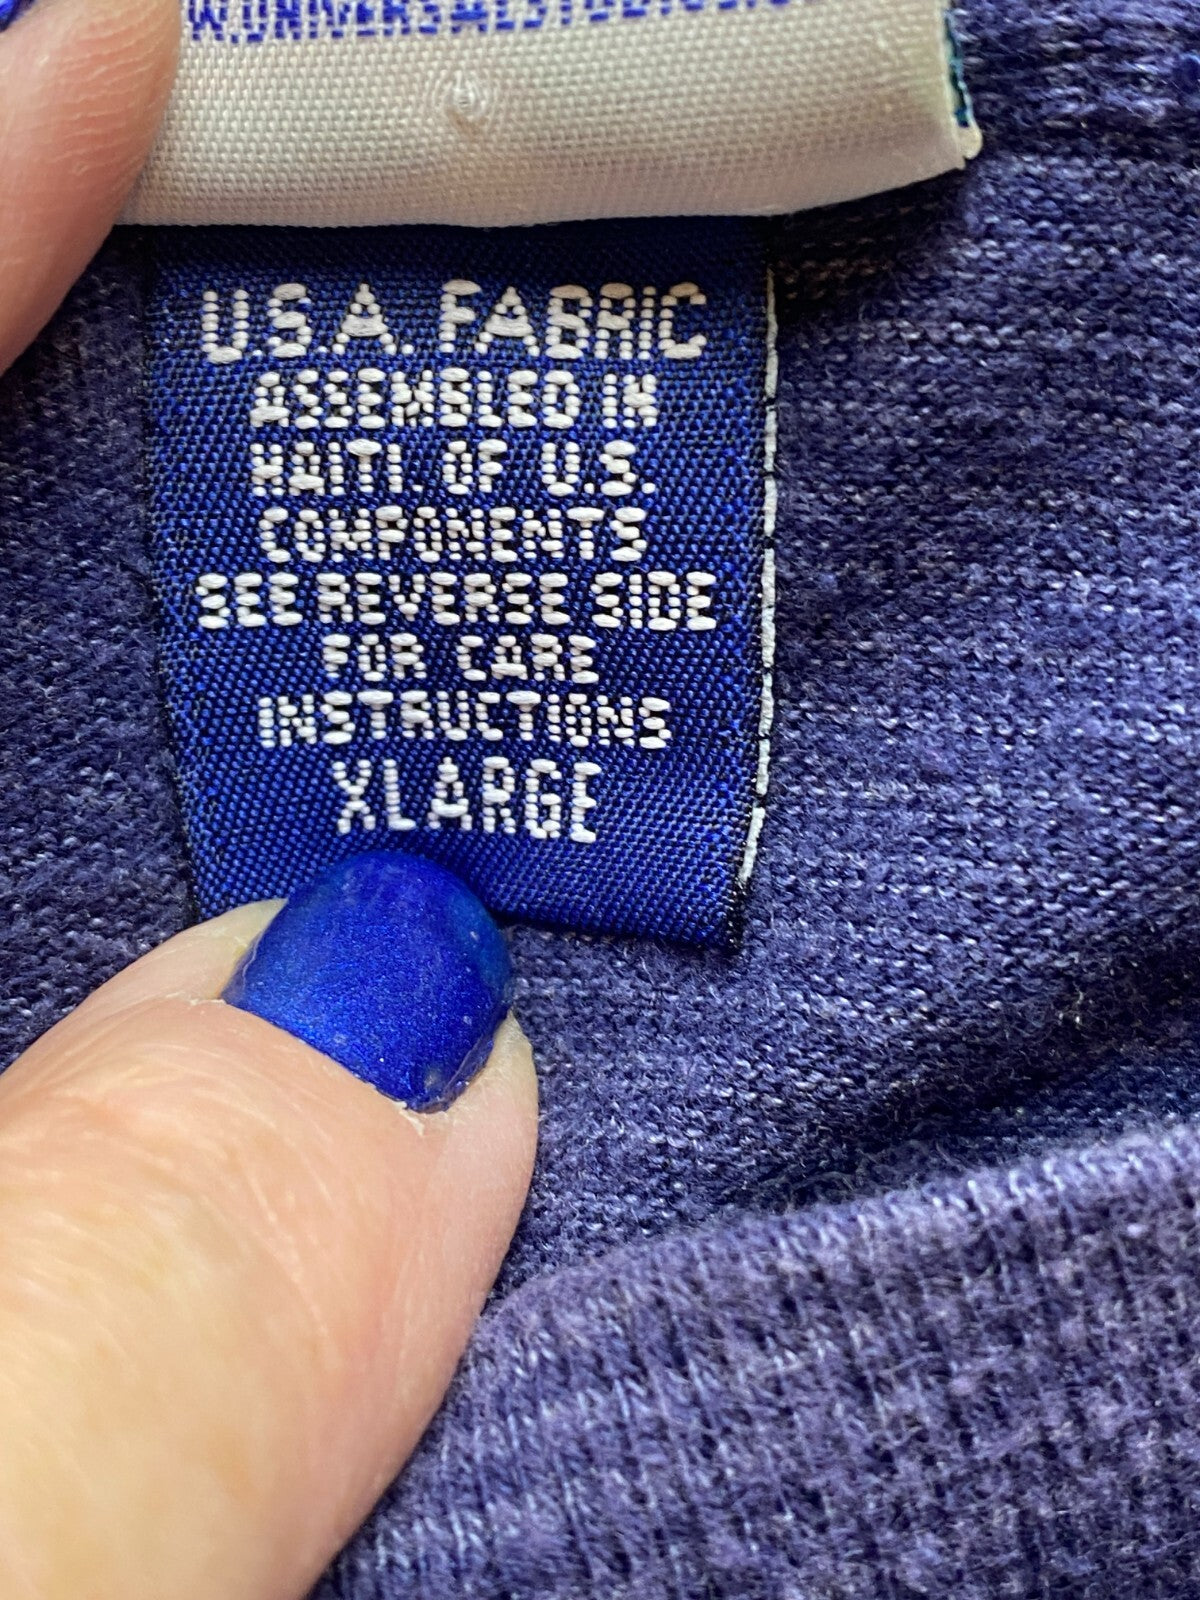 U.S.A. FABRIC
ASSEMBLED IN
HAITI. OF U.S.
COMPONENTS
SEE REVERSE SIDE
FOR CARE
INSTRUCTIONS
XLARGE